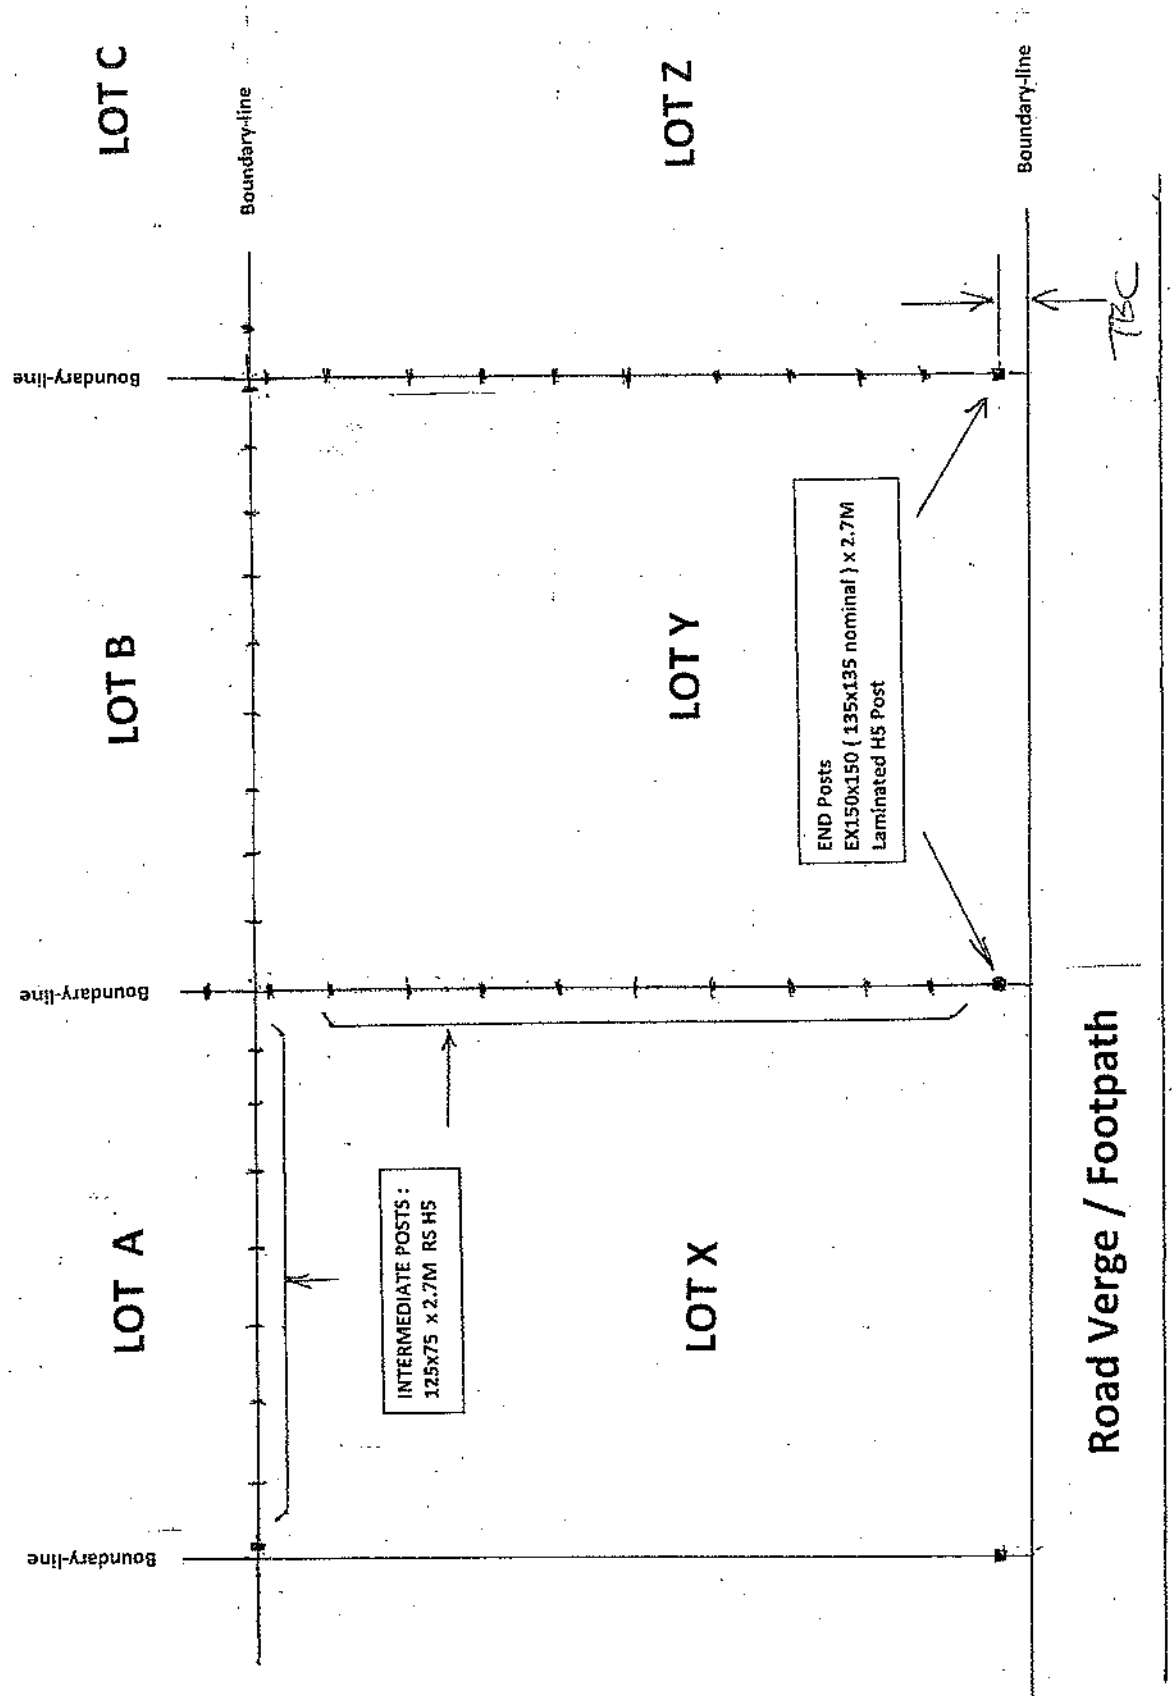 LOT A
LOT B
LOT C
Boundary-line
Boundary-line
Boundary-line
Boundary-line
INTERMEDIATE POSTS :
125x75 x 2.7M RS H5
LOT X
LOT Y
LOT Z
END Posts
EX150x150 ( 135x135 nominal ) x 2.7M
Laminated H5 Post
Boundary-line
TBC
Road Verge / Footpath